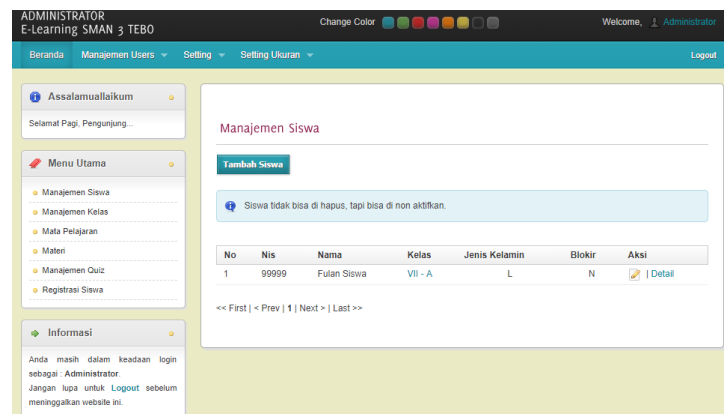 ADMINISTRATOR
E-Learning SMAN 3 TEBO
Change Color
Welcome, Administrator
Beranda Manajemen Users Setting Setting Ukuran Logout
Assalamuallaikum
Selamat Pagi, Pengunjung...
Menu Utama
Manajemen Siswa
Manajemen Kelas
Mata Pelajaran
Materi
Manajemen Quiz
Registrasi Siswa
Informasi
Anda masih dalam keadaan login
sebagai : Administrator.
Jangan lupa untuk Logout sebelum
meninggalkan website ini.
Manajemen Siswa
Tambah Siswa
Siswa tidak bisa di hapus, tapi bisa di non aktifkan.
No Nis Nama Kelas Jenis Kelamin Blokir Aksi
1 99999 Fulan Siswa VII - A L N | Detail
<< First | < Prev | 1 | Next > | Last >>